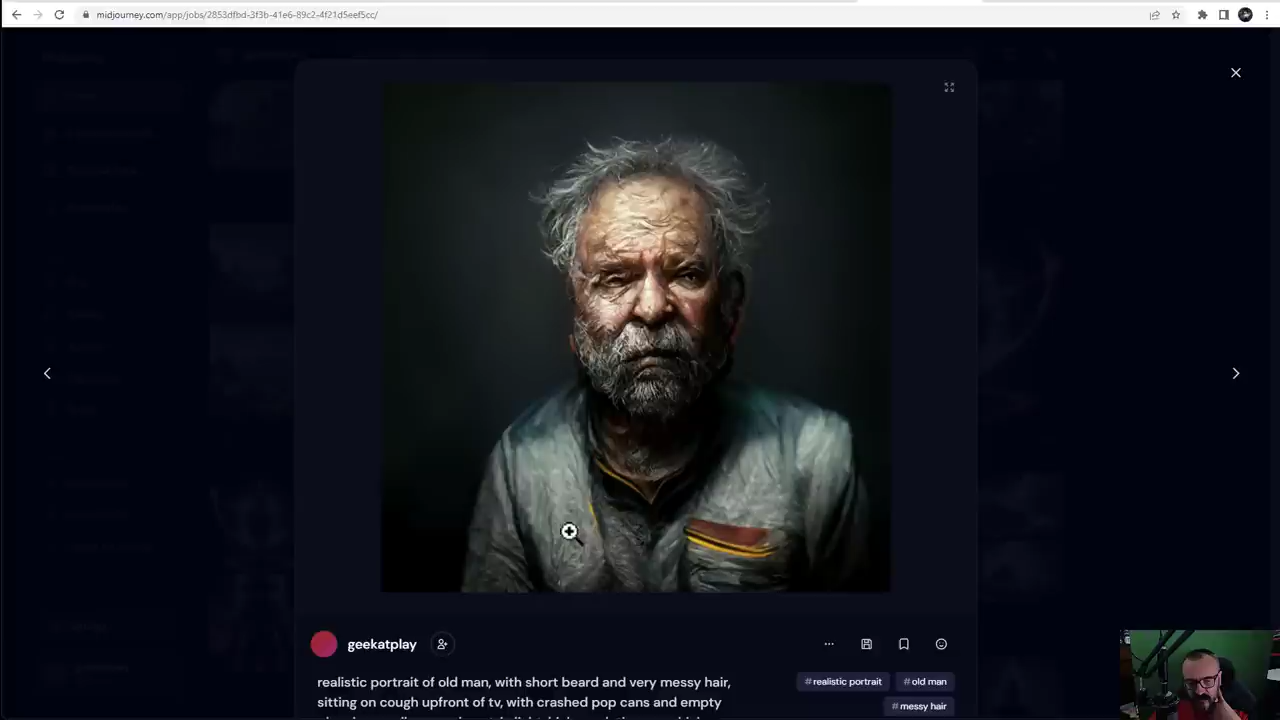 midjourney.com/app/jobs/2853dfbd-3f3b-41e6-89c2-4f21d5eef5cc/
geekatplay
realistic portrait of old man, with short beard and very messy hair,
sitting on cough upfront of tv, with crashed pop cans and empty
#realistic portrait
#old man
#messy hair